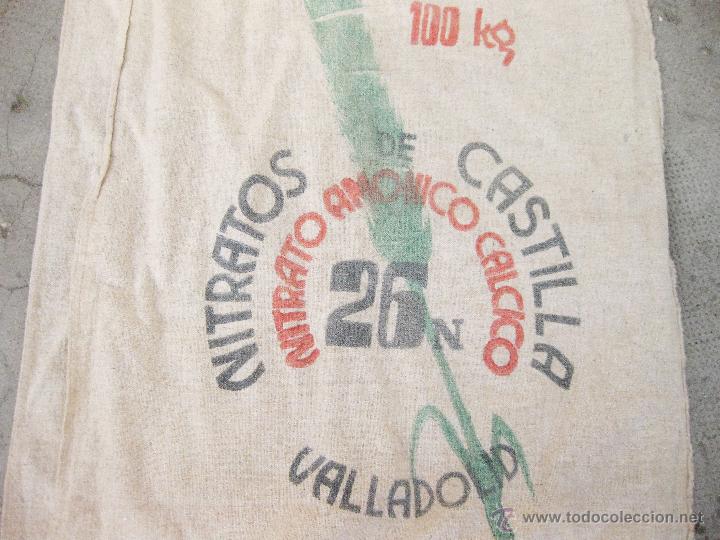 100 kg
NITRATOS DE CASTILLA
NITRATO AMONICO CALCICO
26 N
VALLADOLID
© www.todocoleccion.net